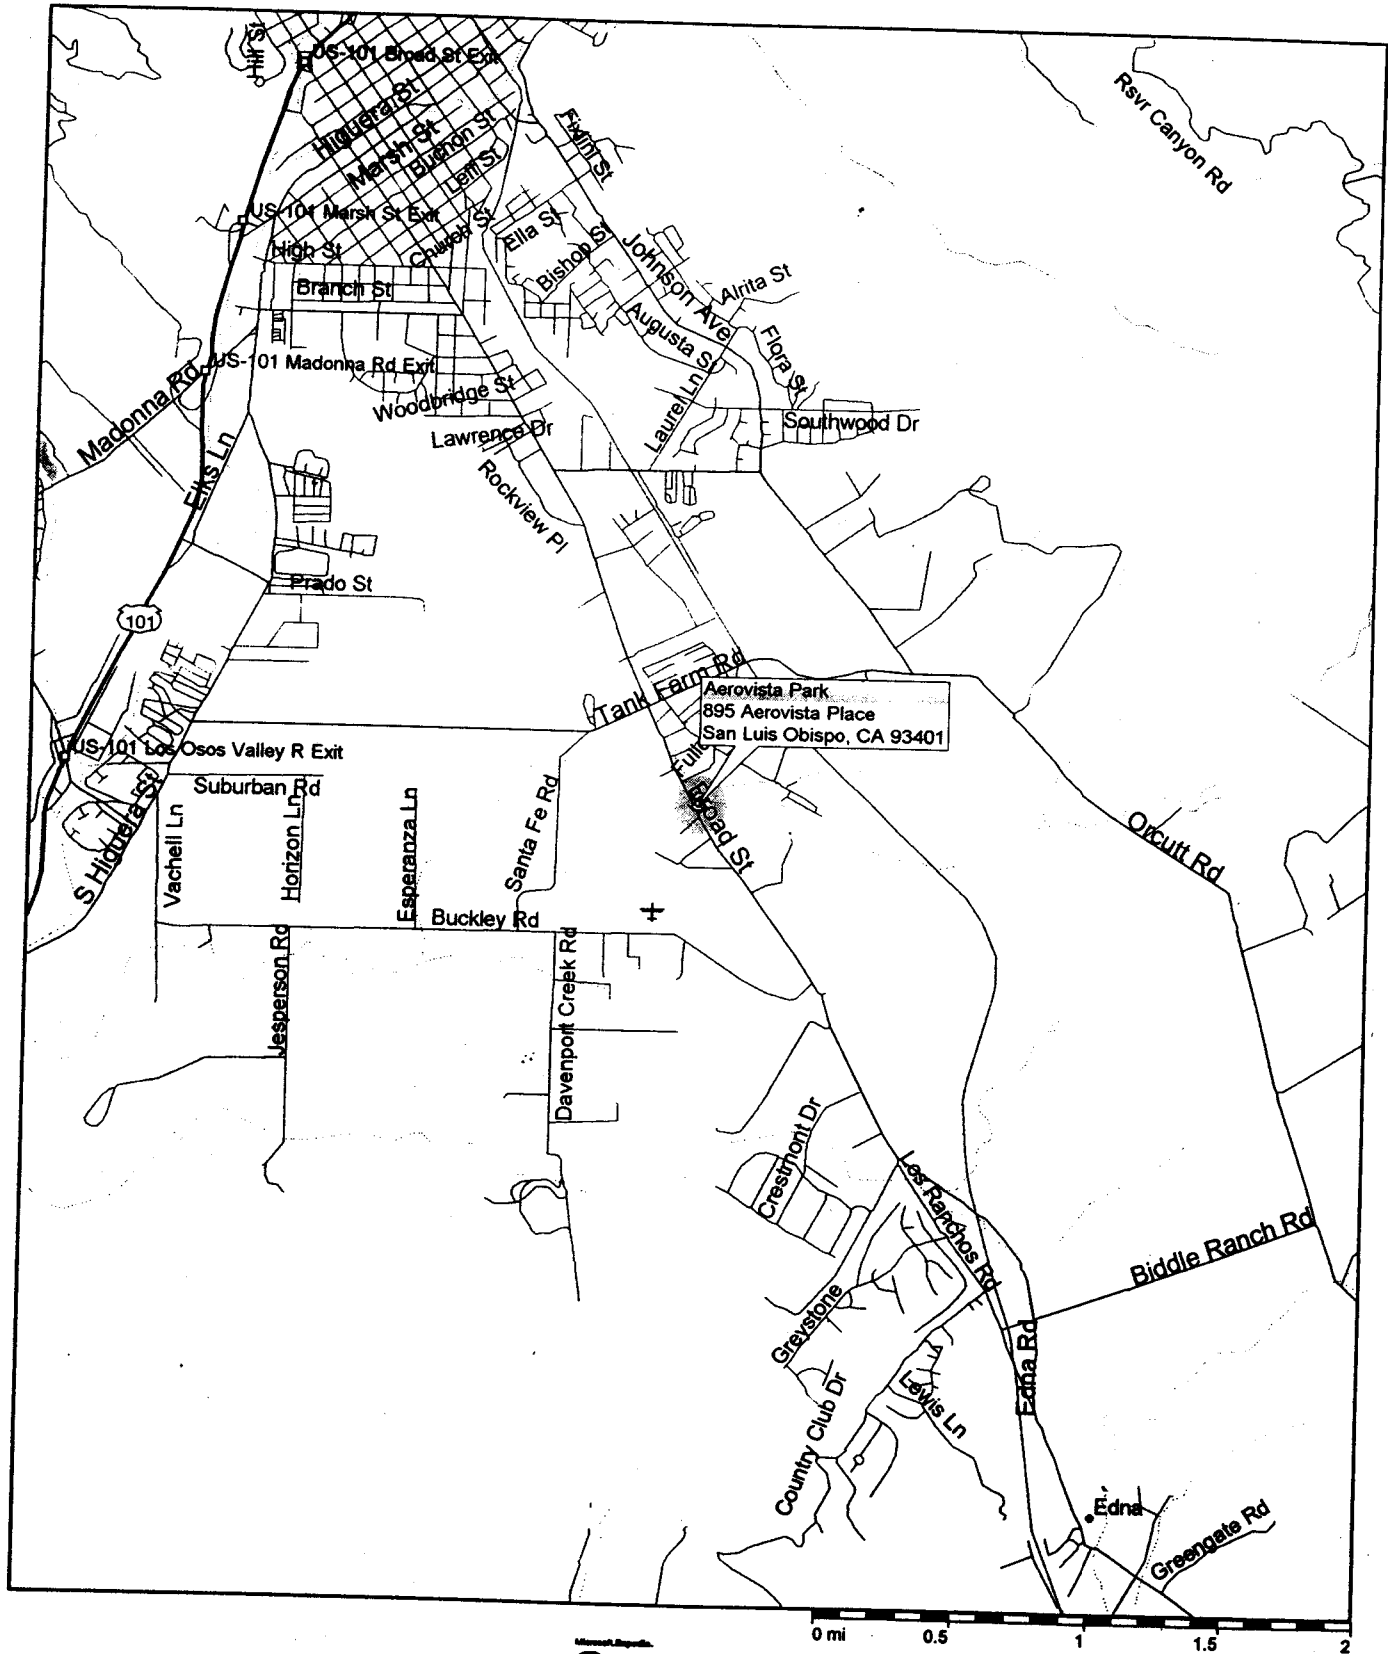 Hill St
US-101 Broad St Exit
Rsvr Canyon Rd
Higuera St
Marsh St
Buchon St
Leff St
Fixlini St
US-101 Marsh St Exit
High St
Church St
Ella St
Bishop St
Johnson Ave
Alrita St
Branch St
Augusta St
Flora St
US-101 Madonna Rd Exit
Madonna Rd
Woodbridge St
Laurel Ln
Southwood Dr
Lawrence Dr
Elks Ln
Rockview Pl
Prado St
101
Tank Farm Rd
Aerovista Park
895 Aerovista Place
San Luis Obispo, CA 93401
US-101 Los Osos Valley R Exit
Suburban Rd
S Higuera St
Vachell Ln
Horizon Ln
Esperanza Ln
Santa Fe Rd
Broad St
Orcutt Rd
Buckley Rd
Jesperson Rd
Davenport Creek Rd
Crestmont Dr
Los Ranchos Rd
Biddle Ranch Rd
Greystone
Edna Rd
Country Club Dr
Lewis Ln
Edna
Greengate Rd
0 mi 0.5 1 1.5 2
Microsoft Expedia